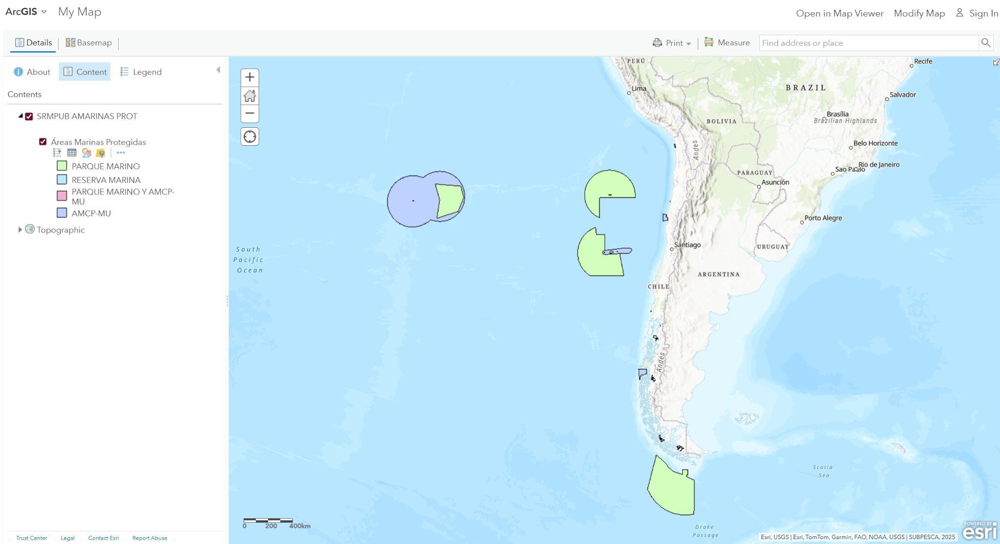 ArcGIS My Map
Open in Map Viewer Modify Map Sign In
Details Basemap
Print Measure Find address or place
About Content Legend
Contents
SRMPUB AMARINAS PROT
Áreas Marinas Protegidas
PARQUE MARINO
RESERVA MARINA
PARQUE MARINO Y AMCP-
MU
AMCP-MU
Topographic
Trust Center Legal Contact Esri Report Abuse
PERÚ
Recife
Lima
BRAZIL
Salvador
Brasília
Brazilian Highlands
BOLIVIA
Belo Horizonte
Andes
Rio de Janeiro
Sao Paulo
PARAGUAY
Asunción
Porto Alegre
Santiago
URUGUAY
South
Pacific
Ocean
ARGENTINA
CHILE
Andes
Scotia
Sea
Drake
Passage
0 200 400km
POWERED BY
esri
Esri, USGS | Esri, TomTom, Garmin, FAO, NOAA, USGS | SUBPESCA, 2025